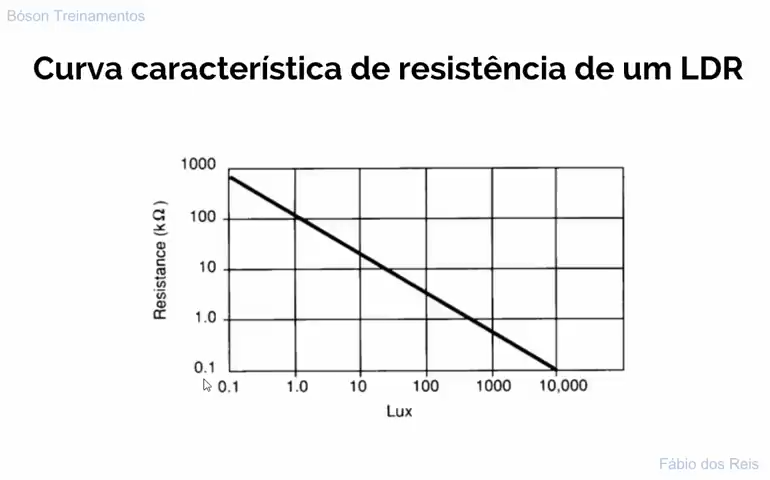 Bóson Treinamentos
Curva característica de resistência de um LDR
1000
100
10
1.0
0.1
Resistance (kΩ)
0.1 1.0 10 100 1000 10,000
Lux
Fábio dos Reis